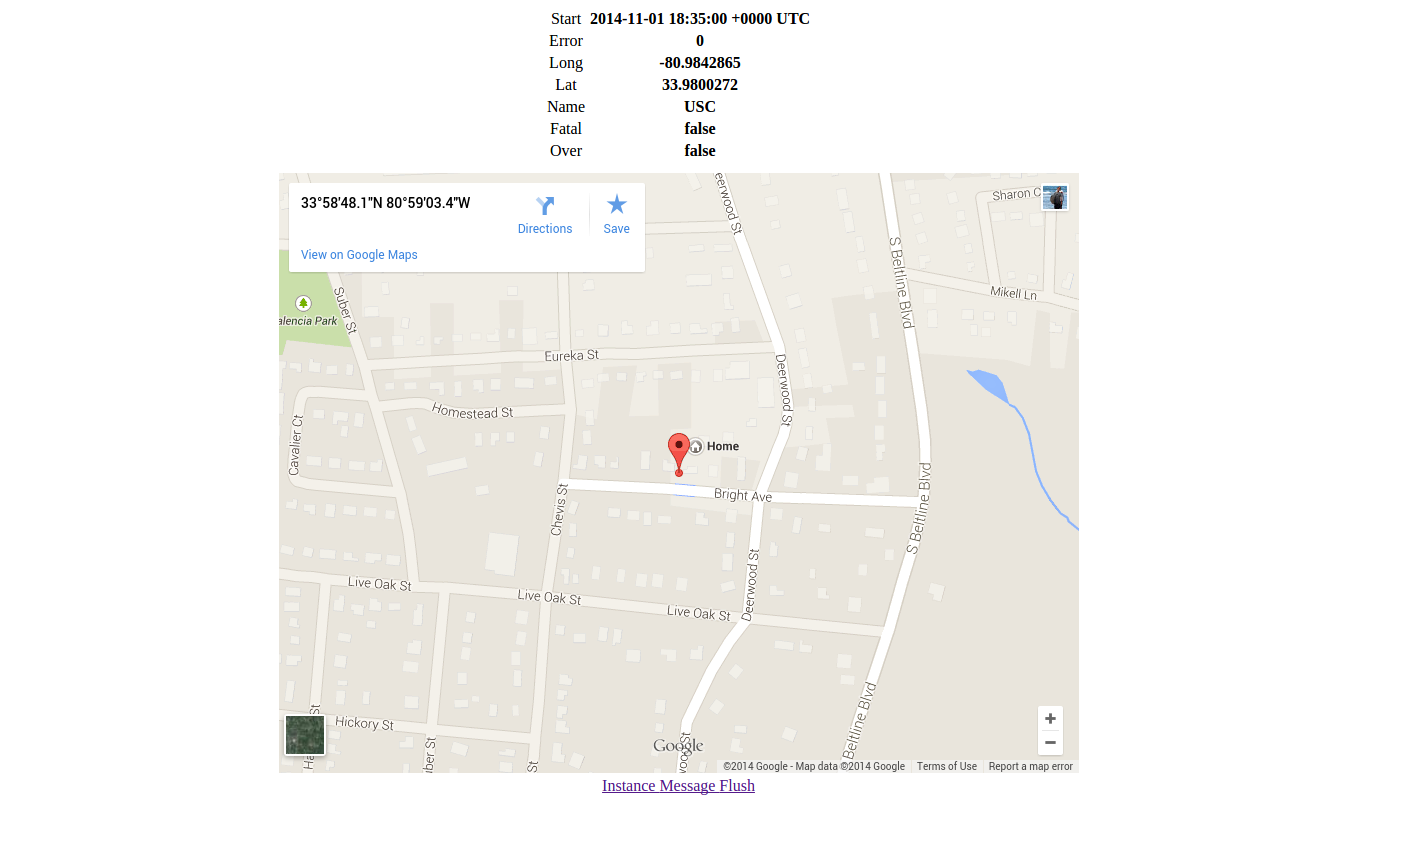 Start 2014-11-01 18:35:00 +0000 UTC
Error 0
Long -80.9842865
Lat 33.9800272
Name USC
Fatal false
Over false
33°58'48.1"N 80°59'03.4"W
Directions
Save
View on Google Maps
eerwood St
Sharon C
S Beltline Blvd
Mikell Ln
Suber St
alencia Park
Eureka St
Deerwood St
Homestead St
Cavalier Ct
Home
Bright Ave
Chevis St
S Beltline Blvd
Live Oak St
Live Oak St
Live Oak St
Deerwood St
Beltline Blvd
Hickory St
Ha
St
uber St
St
wood St
Google
+
−
©2014 Google - Map data ©2014 Google
Terms of Use
Report a map error
Instance Message Flush